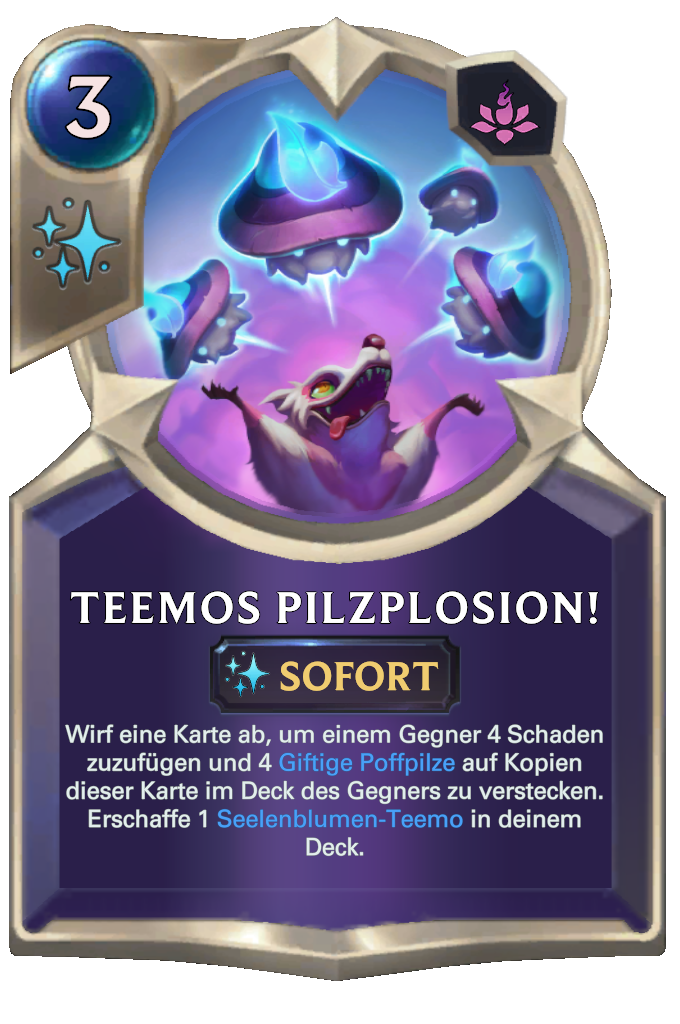 3
TEEMOS PILZPLOSION!
SOFORT
Wirf eine Karte ab, um einem Gegner 4 Schaden
zuzufügen und 4 Giftige Poffpilze auf Kopien
dieser Karte im Deck des Gegners zu verstecken.
Erschaffe 1 Seelenblumen-Teemo in deinem
Deck.